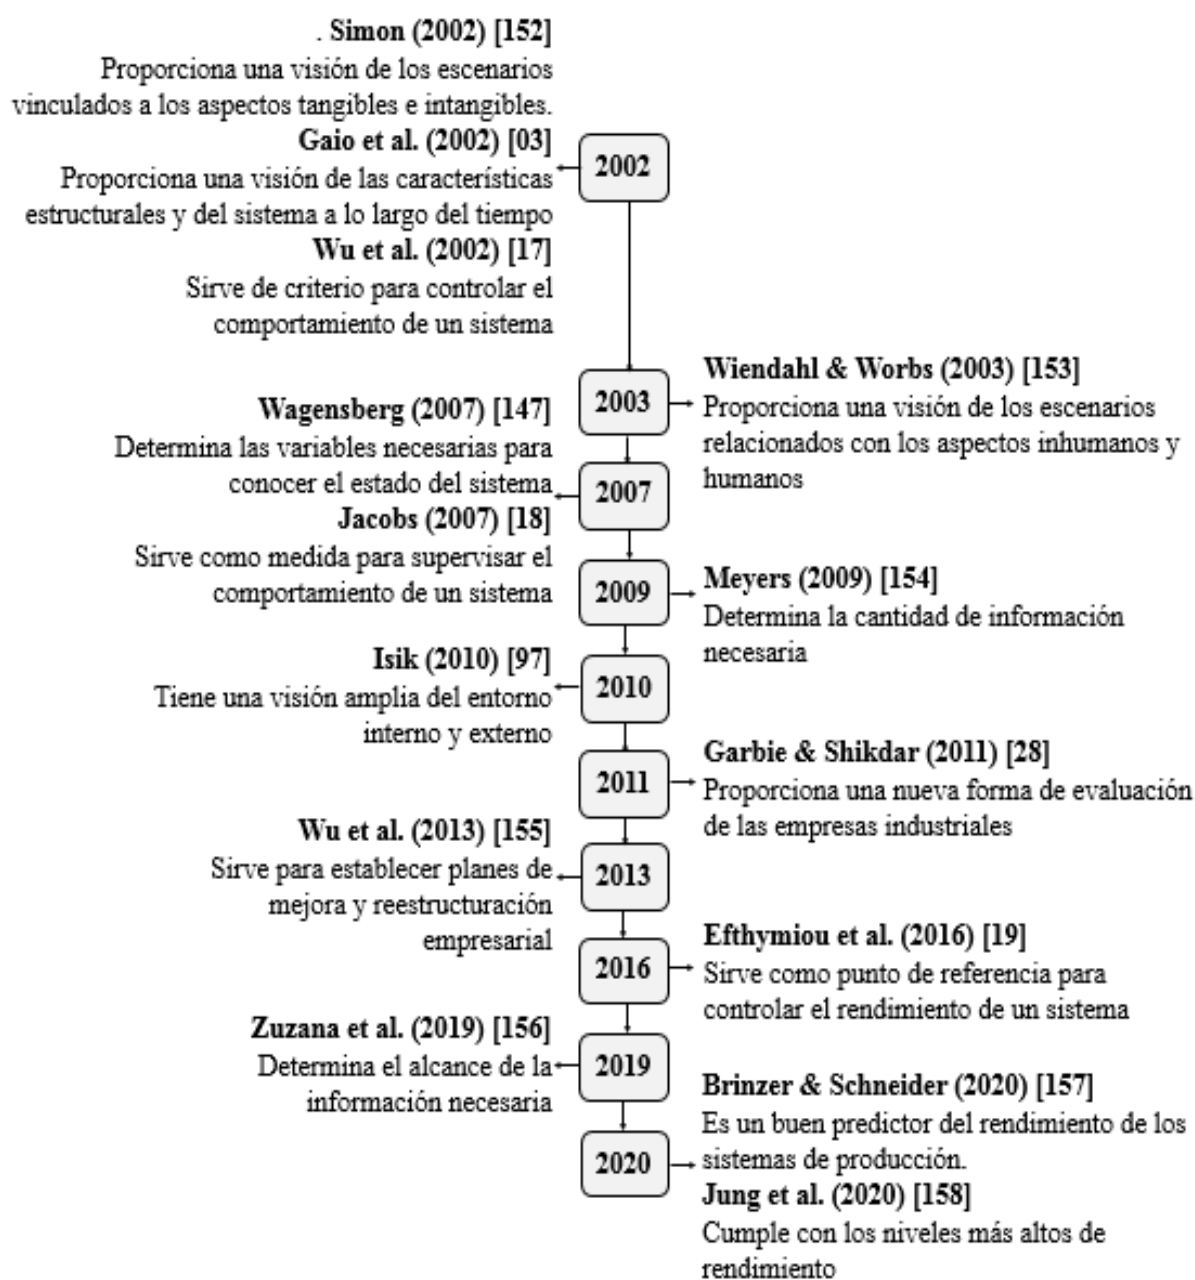 . Simon (2002) [152]
Proporciona una visión de los escenarios
vinculados a los aspectos tangibles e intangibles.
Gaio et al. (2002) [03]
Proporciona una visión de las características
estructurales y del sistema a lo largo del tiempo
Wu et al. (2002) [17]
Sirve de criterio para controlar el
comportamiento de un sistema
2002
2003
Wiendahl & Worbs (2003) [153]
Proporciona una visión de los escenarios
relacionados con los aspectos inhumanos y
humanos
Wagensberg (2007) [147]
Determina las variables necesarias para
conocer el estado del sistema
Jacobs (2007) [18]
Sirve como medida para supervisar el
comportamiento de un sistema
2007
2009
Meyers (2009) [154]
Determina la cantidad de información
necesaria
Isik (2010) [97]
Tiene una visión amplia del entorno
interno y externo
2010
2011
Garbie & Shikdar (2011) [28]
Proporciona una nueva forma de evaluación
de las empresas industriales
Wu et al. (2013) [155]
Sirve para establecer planes de
mejora y reestructuración
empresarial
2013
2016
Efthymiou et al. (2016) [19]
Sirve como punto de referencia para
controlar el rendimiento de un sistema
Zuzana et al. (2019) [156]
Determina el alcance de la
información necesaria
2019
2020
Brinzer & Schneider (2020) [157]
Es un buen predictor del rendimiento de los
sistemas de producción.
Jung et al. (2020) [158]
Cumple con los niveles más altos de
rendimiento